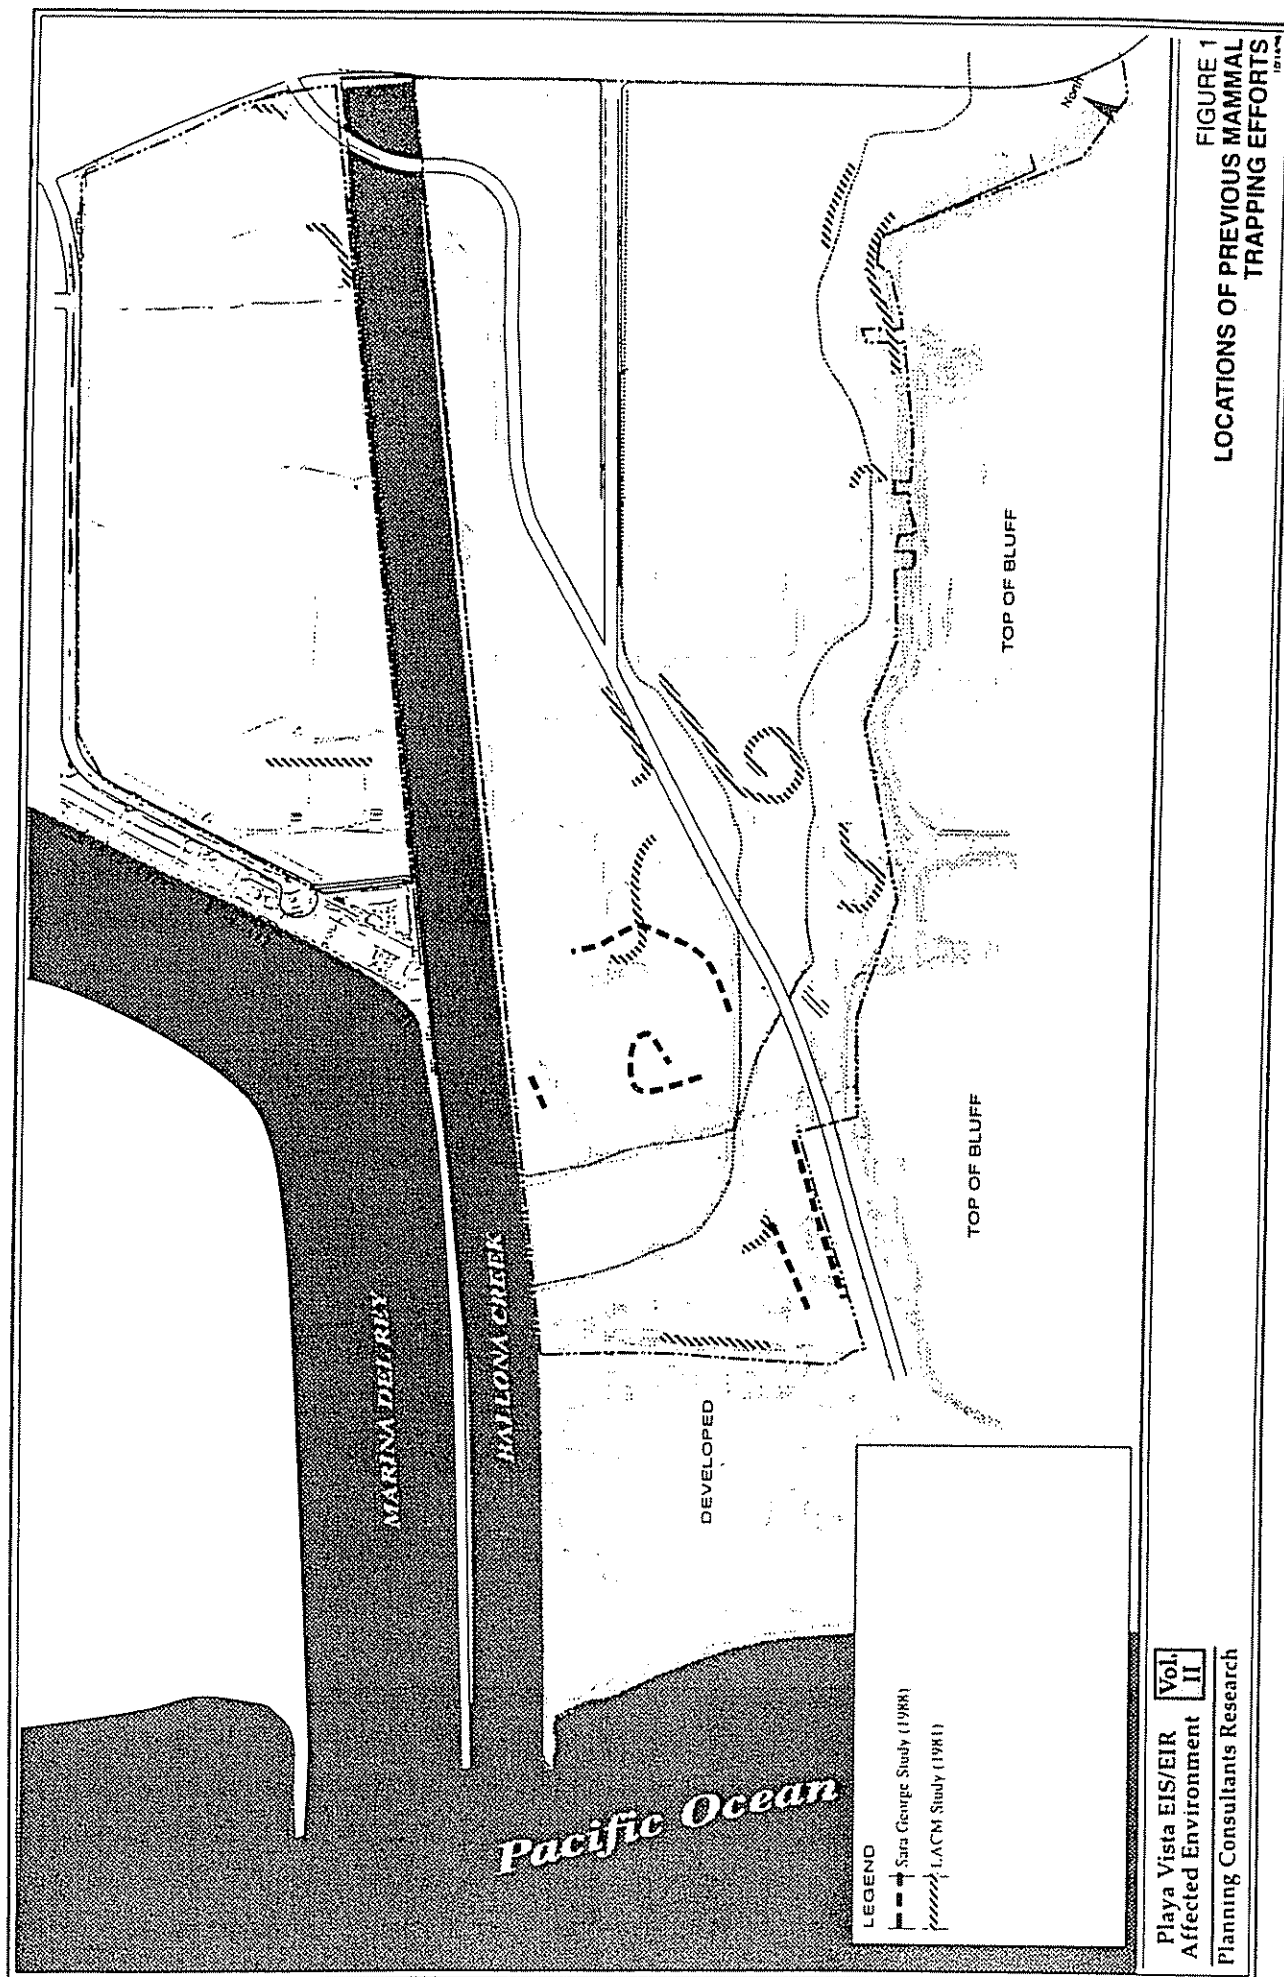 MARINA DEL REY
BALLONA CREEK
Pacific Ocean
DEVELOPED
TOP OF BLUFF
TOP OF BLUFF
North
LEGEND
Sara George Study (1988)
LACM Study (1981)
Playa Vista EIS/EIR
Affected Environment
Vol.
II
Planning Consultants Research
FIGURE 1
LOCATIONS OF PREVIOUS MAMMAL
TRAPPING EFFORTS